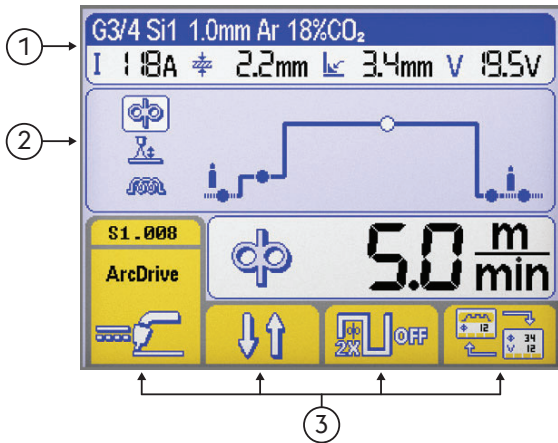 G3/4 Si1 1.0mm Ar 18%CO₂
I 118A 2.2mm 3.4mm V 19.5V
S1.008
ArcDrive
5.0 m/min
2X OFF
12
34
V 12
1
2
3